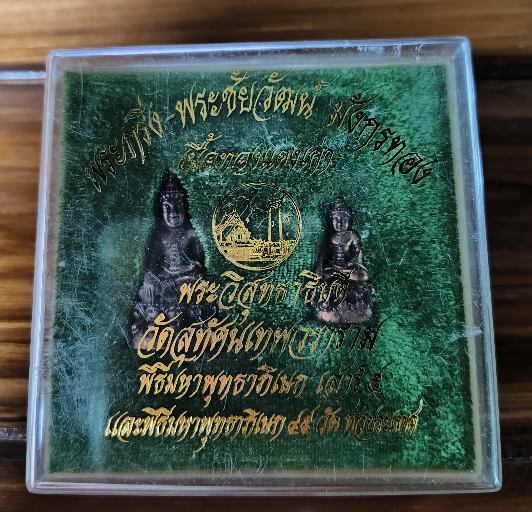 พระกริ่ง-พระชัยวัฒน์ มังกรทอง
เนื้อทองแดงเก่า
พระวิสุทธาธิบดี
วัดสุทัศน์เทพวราราม
พิธีมหาพุทธาภิเษก เสาร์ ๕
และพิธีมหาพุทธาภิเษก ๔๕ วัด ทั่วประเทศ